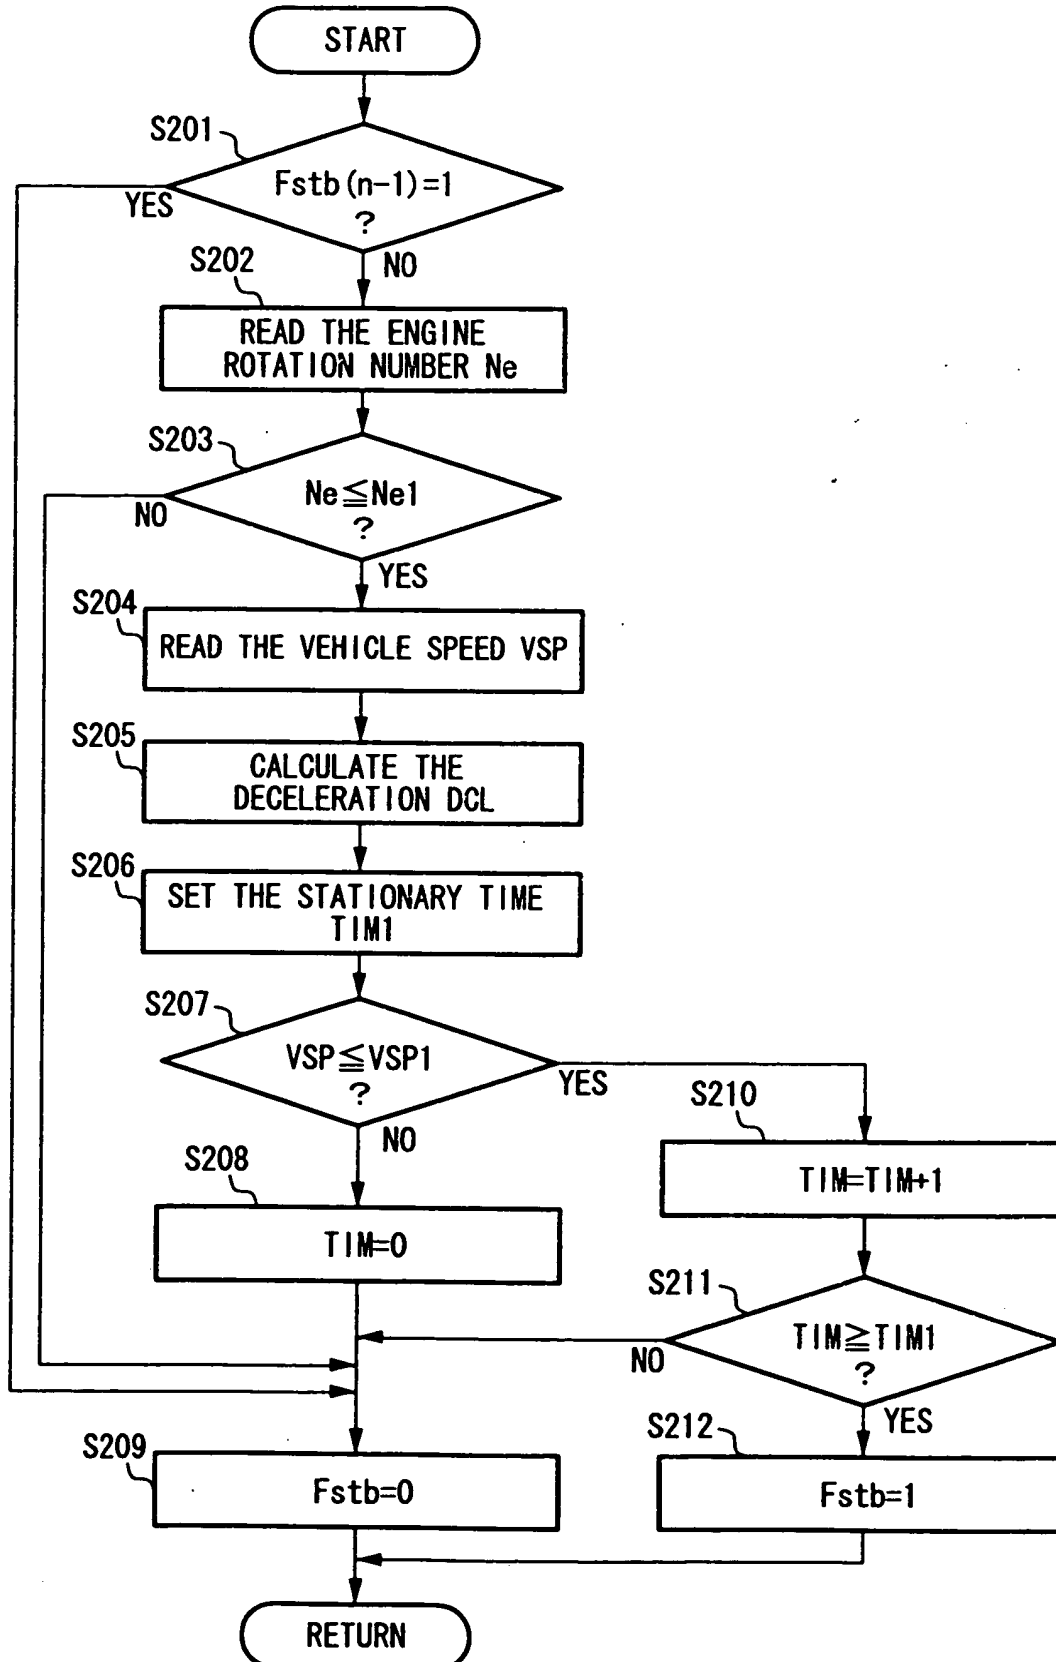 START
S201
Fstb(n-1)=1
?
YES
NO
S202
READ THE ENGINE
ROTATION NUMBER Ne
S203
Ne≦Ne1
?
NO
YES
S204
READ THE VEHICLE SPEED VSP
S205
CALCULATE THE
DECELERATION DCL
S206
SET THE STATIONARY TIME
TIM1
S207
VSP≦VSP1
?
YES
NO
S208
TIM=0
S210
TIM=TIM+1
S211
TIM≧TIM1
?
NO
YES
S209
Fstb=0
S212
Fstb=1
RETURN